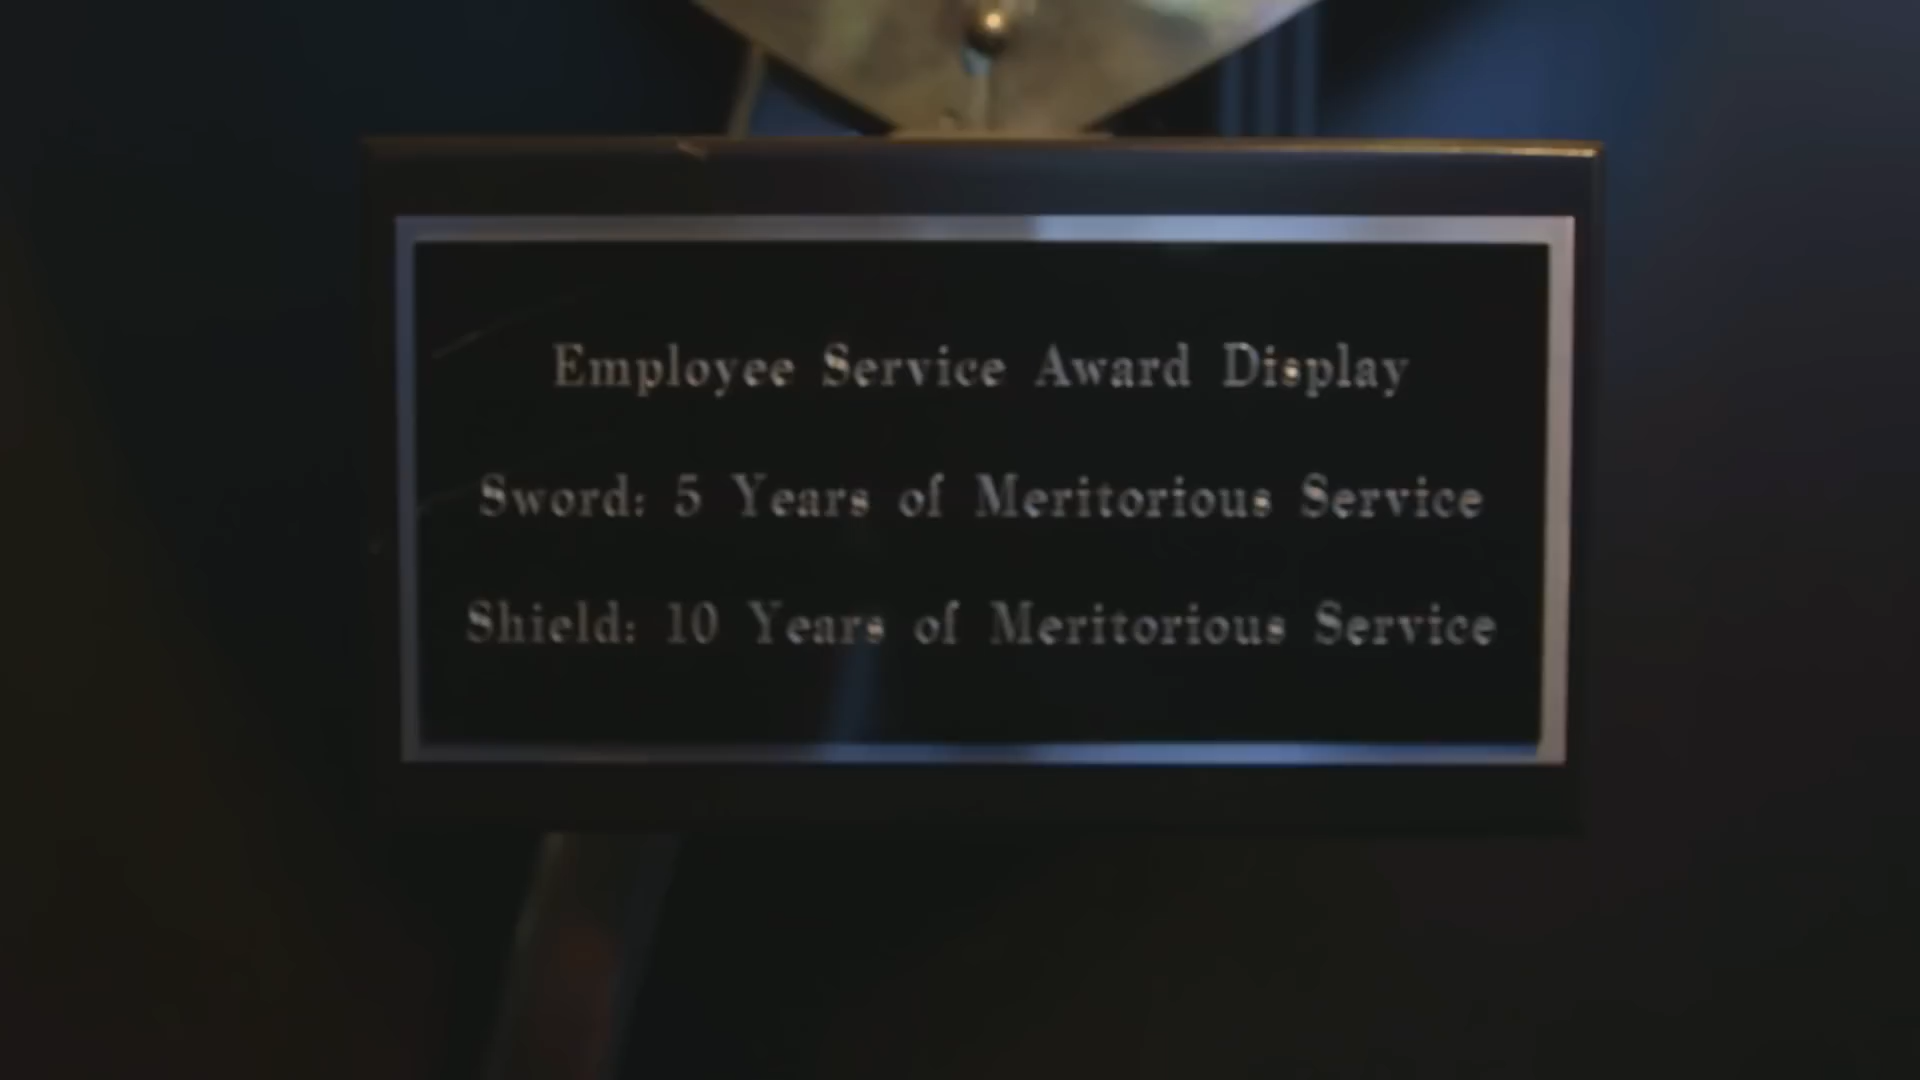 Employee Service Award Display
Sword: 5 Years of Meritorious Service
Shield: 10 Years of Meritorious Service